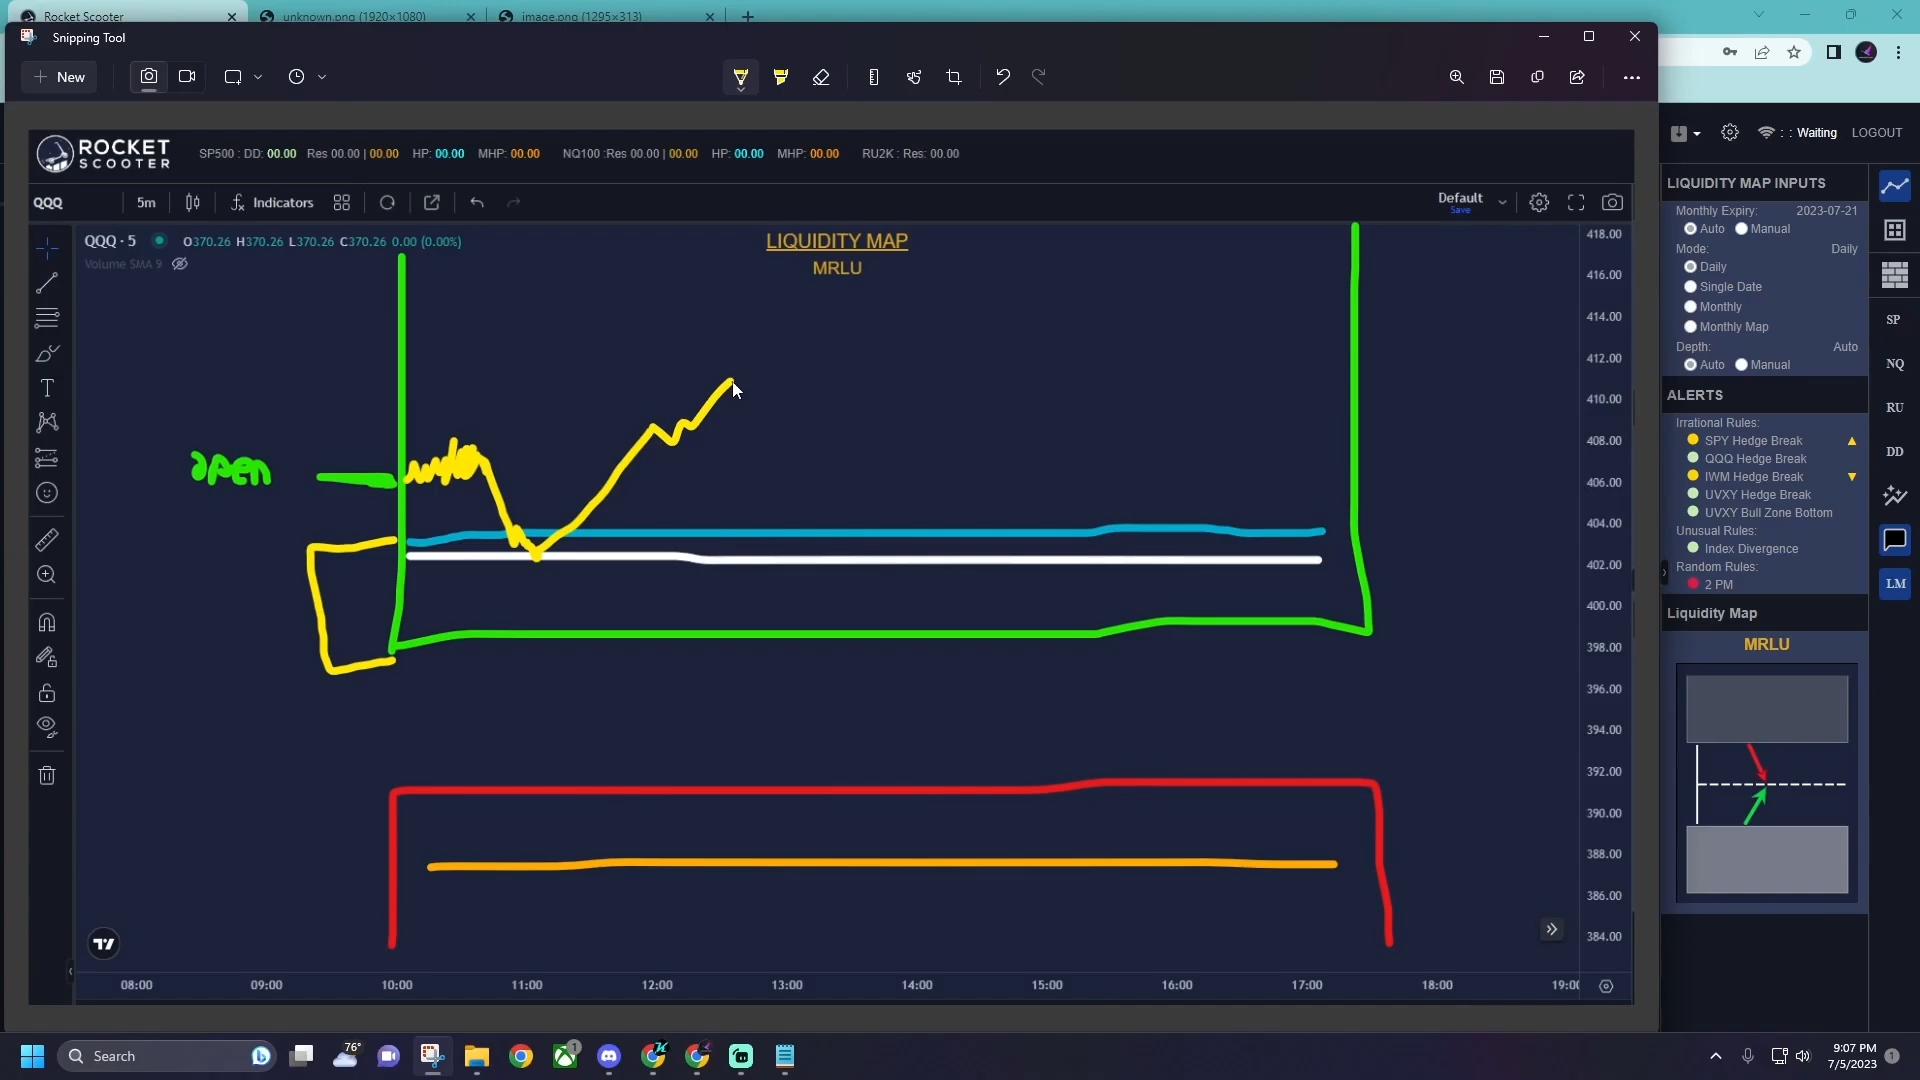 Rocket Scooter
unknown.png (1920×1080)
image.png (1295×313)
Snipping Tool
New
ROCKET
SCOOTER
SP500 : DD: 00.00 Res 00.00 | 00.00 HP: 00.00 MHP: 00.00 NQ100 :Res 00.00 | 00.00 HP: 00.00 MHP: 00.00 RU2K : Res: 00.00
: : Waiting LOGOUT
QQQ 5m Indicators
Default
Save
QQQ · 5 O370.26 H370.26 L370.26 C370.26 0.00 (0.00%)
Volume SMA 9
LIQUIDITY MAP
MRLU
open
418.00
416.00
414.00
412.00
410.00
408.00
406.00
404.00
402.00
400.00
398.00
396.00
394.00
392.00
390.00
388.00
386.00
384.00
08:00 09:00 10:00 11:00 12:00 13:00 14:00 15:00 16:00 17:00 18:00 19:00
LIQUIDITY MAP INPUTS
Monthly Expiry: 2023-07-21
Auto Manual
Mode: Daily
Daily
Single Date
Monthly
Monthly Map
Depth: Auto
Auto Manual
ALERTS
Irrational Rules:
SPY Hedge Break
QQQ Hedge Break
IWM Hedge Break
UVXY Hedge Break
UVXY Bull Zone Bottom
Unusual Rules:
Index Divergence
Random Rules:
2 PM
Liquidity Map
MRLU
SP
NQ
RU
DD
LM
Search
76°
1
9:07 PM
7/5/2023
1